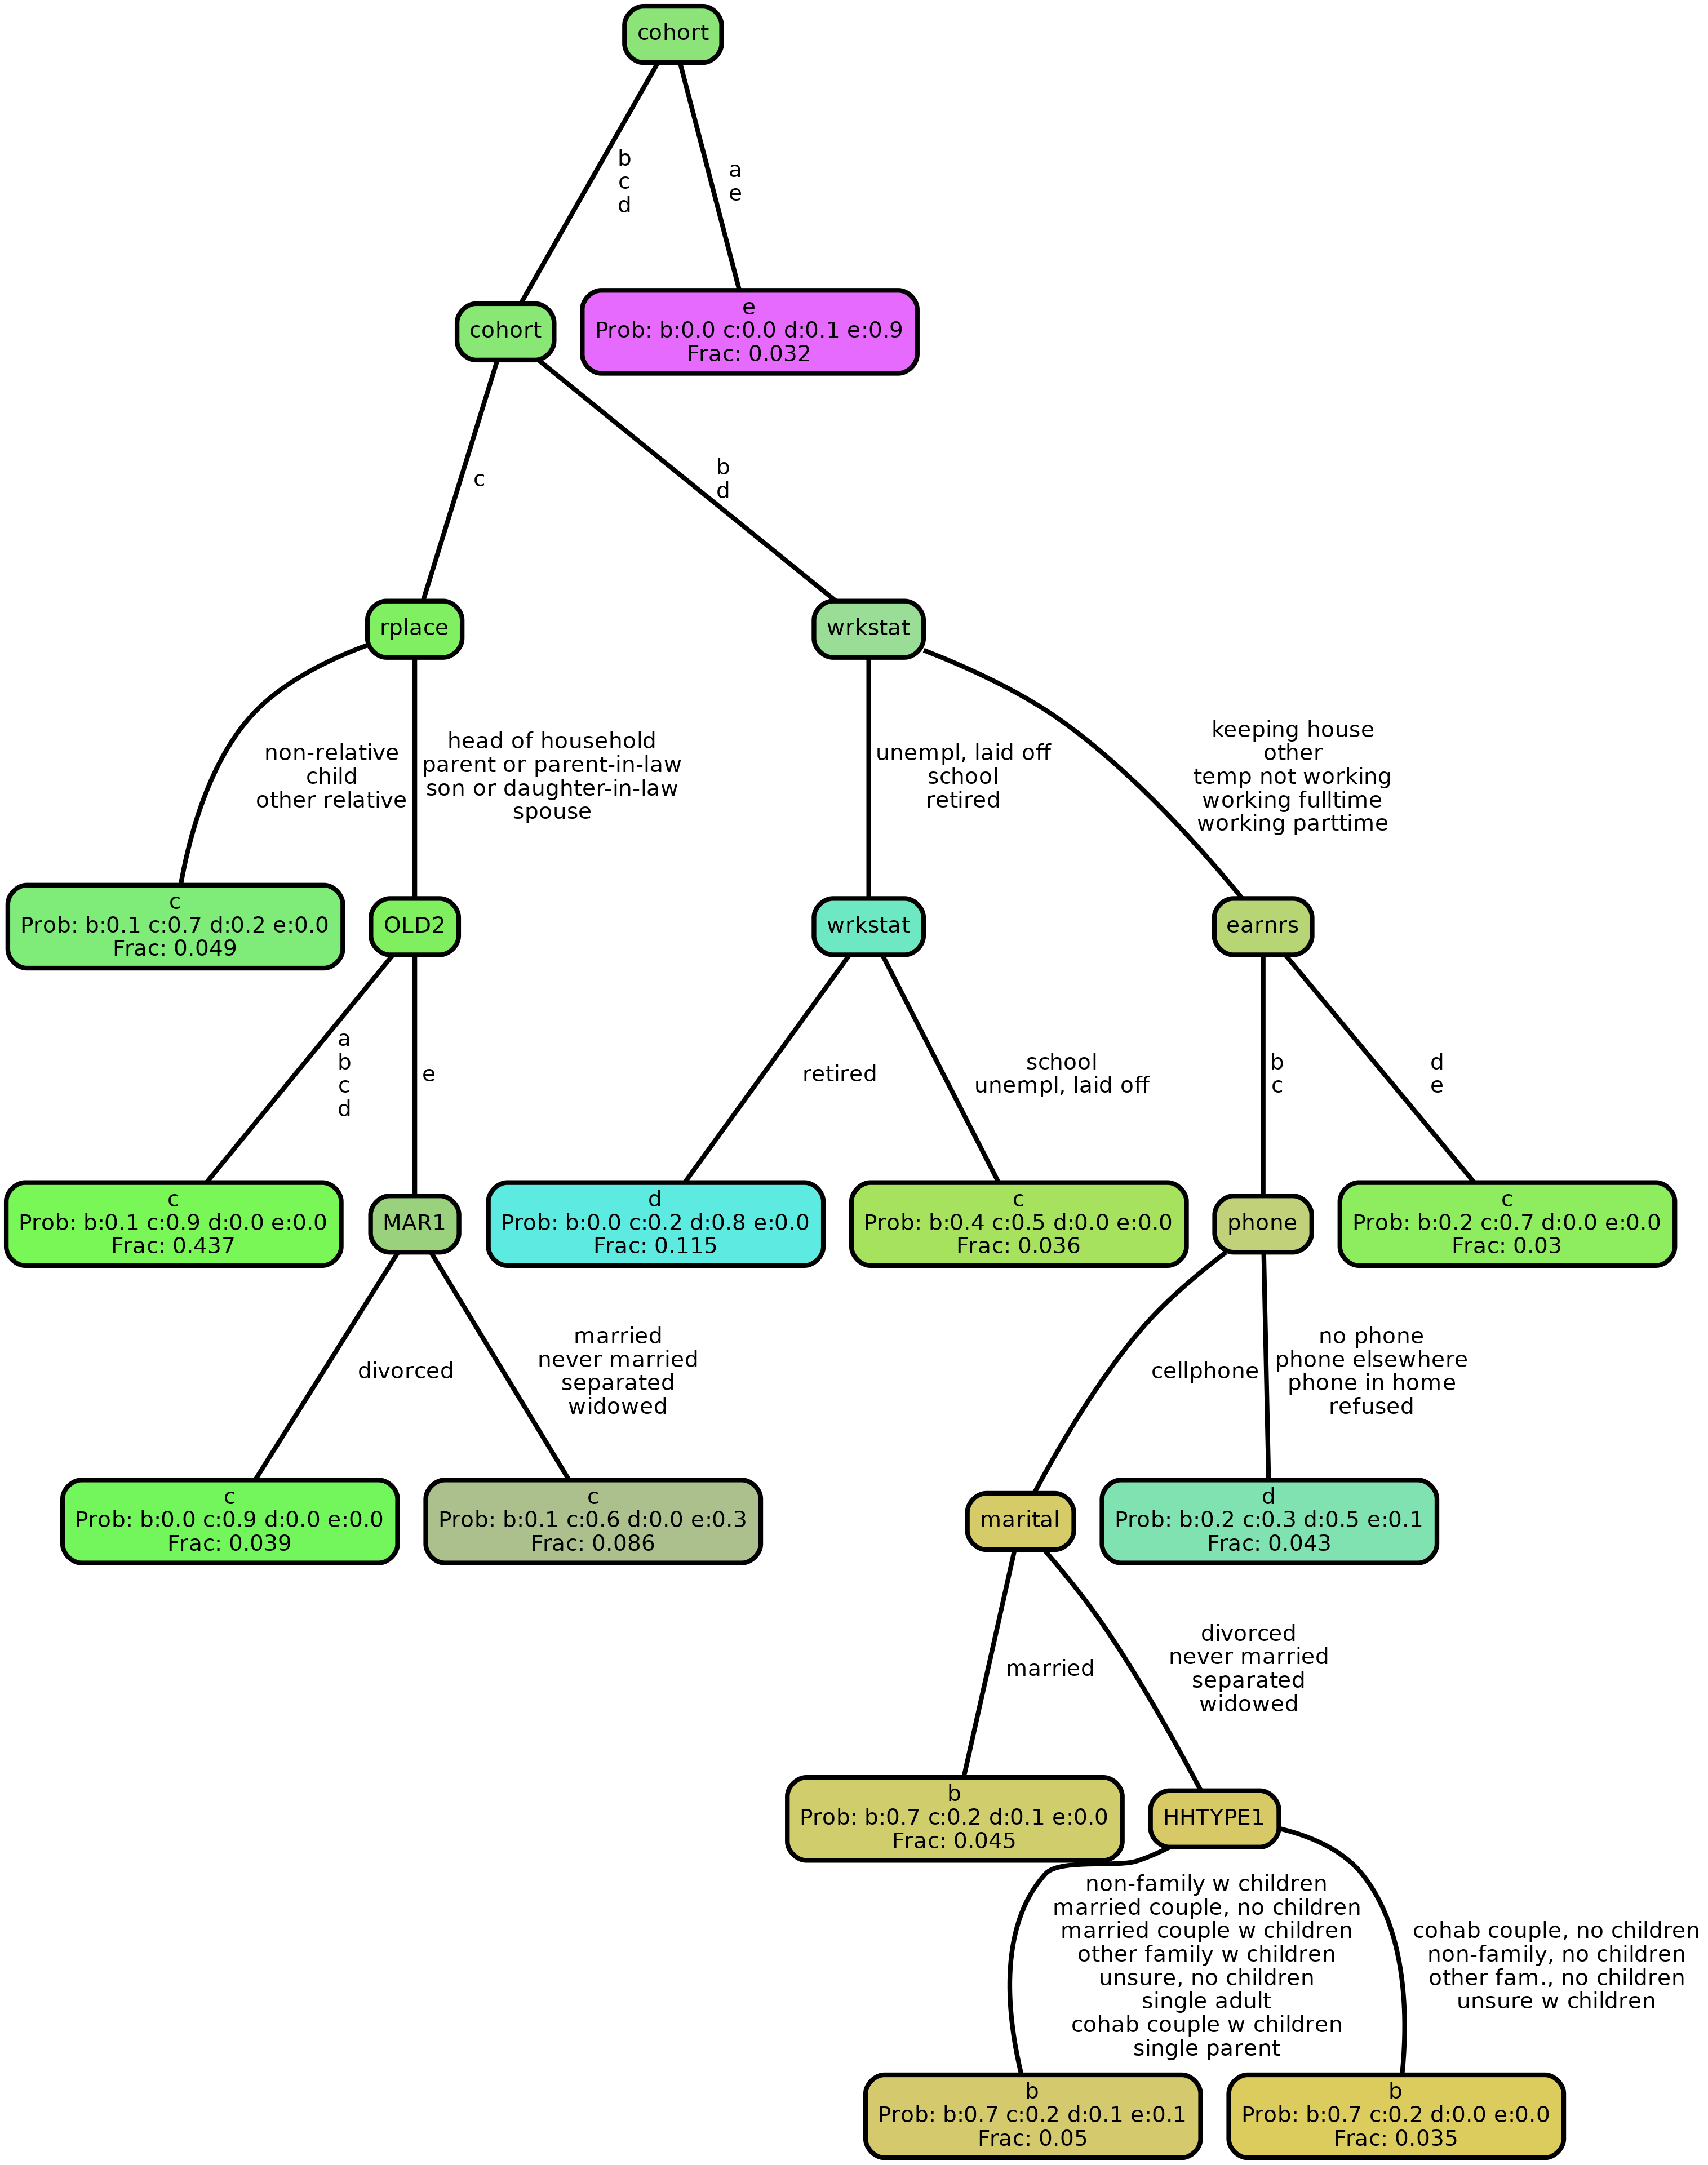 cohort
b
c
d
a
e
cohort
e
Prob: b:0.0 c:0.0 d:0.1 e:0.9
Frac: 0.032
c
b
d
rplace
wrkstat
non-relative
child
other relative
head of household
parent or parent-in-law
son or daughter-in-law
spouse
unempl, laid off
school
retired
keeping house
other
temp not working
working fulltime
working parttime
c
Prob: b:0.1 c:0.7 d:0.2 e:0.0
Frac: 0.049
OLD2
wrkstat
earnrs
a
b
c
d
e
retired
school
unempl, laid off
b
c
d
e
c
Prob: b:0.1 c:0.9 d:0.0 e:0.0
Frac: 0.437
MAR1
d
Prob: b:0.0 c:0.2 d:0.8 e:0.0
Frac: 0.115
c
Prob: b:0.4 c:0.5 d:0.0 e:0.0
Frac: 0.036
phone
c
Prob: b:0.2 c:0.7 d:0.0 e:0.0
Frac: 0.03
divorced
married
never married
separated
widowed
cellphone
no phone
phone elsewhere
phone in home
refused
c
Prob: b:0.0 c:0.9 d:0.0 e:0.0
Frac: 0.039
c
Prob: b:0.1 c:0.6 d:0.0 e:0.3
Frac: 0.086
marital
d
Prob: b:0.2 c:0.3 d:0.5 e:0.1
Frac: 0.043
married
divorced
never married
separated
widowed
b
Prob: b:0.7 c:0.2 d:0.1 e:0.0
Frac: 0.045
HHTYPE1
non-family w children
married couple, no children
married couple w children
other family w children
unsure, no children
single adult
cohab couple w children
single parent
cohab couple, no children
non-family, no children
other fam., no children
unsure w children
b
Prob: b:0.7 c:0.2 d:0.1 e:0.1
Frac: 0.05
b
Prob: b:0.7 c:0.2 d:0.0 e:0.0
Frac: 0.035